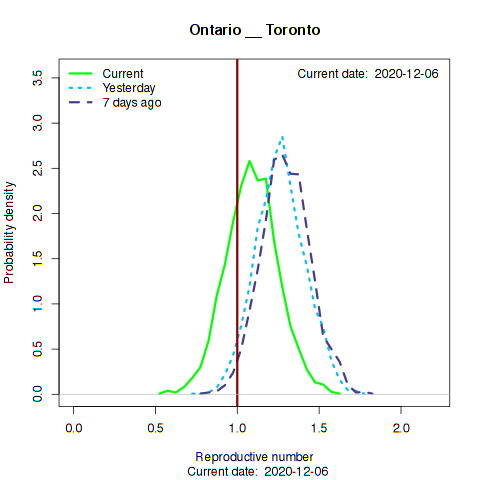 Ontario __ Toronto
Current
Yesterday
7 days ago
Current date:  2020-12-06
Probability density
3.5
3.0
2.5
2.0
1.5
1.0
0.5
0.0
0.0 0.5 1.0 1.5 2.0
Reproductive number
Current date:  2020-12-06